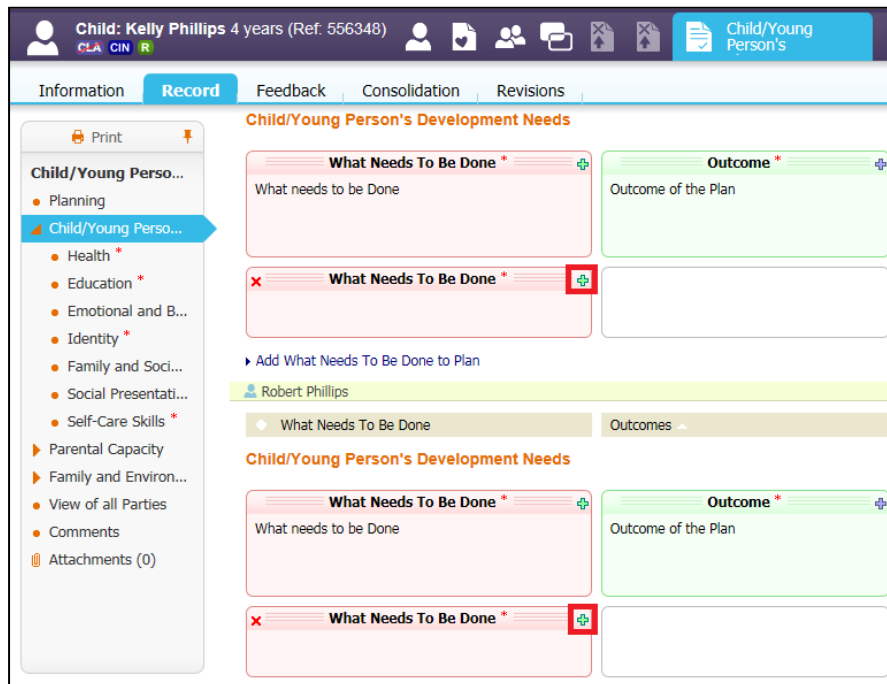 Child: Kelly Phillips 4 years (Ref: 556348)
CLA CIN R
Child/Young
Person's
Information Record Feedback Consolidation Revisions
Print
Child/Young Perso...
Planning
Child/Young Perso...
Health *
Education *
Emotional and B...
Identity *
Family and Soci...
Social Presentati...
Self-Care Skills *
Parental Capacity
Family and Environ...
View of all Parties
Comments
Attachments (0)
Child/Young Person's Development Needs
What Needs To Be Done * Outcome *
What needs to be Done Outcome of the Plan
What Needs To Be Done *
Add What Needs To Be Done to Plan
Robert Phillips
What Needs To Be Done Outcomes
Child/Young Person's Development Needs
What Needs To Be Done * Outcome *
What needs to be Done Outcome of the Plan
What Needs To Be Done *